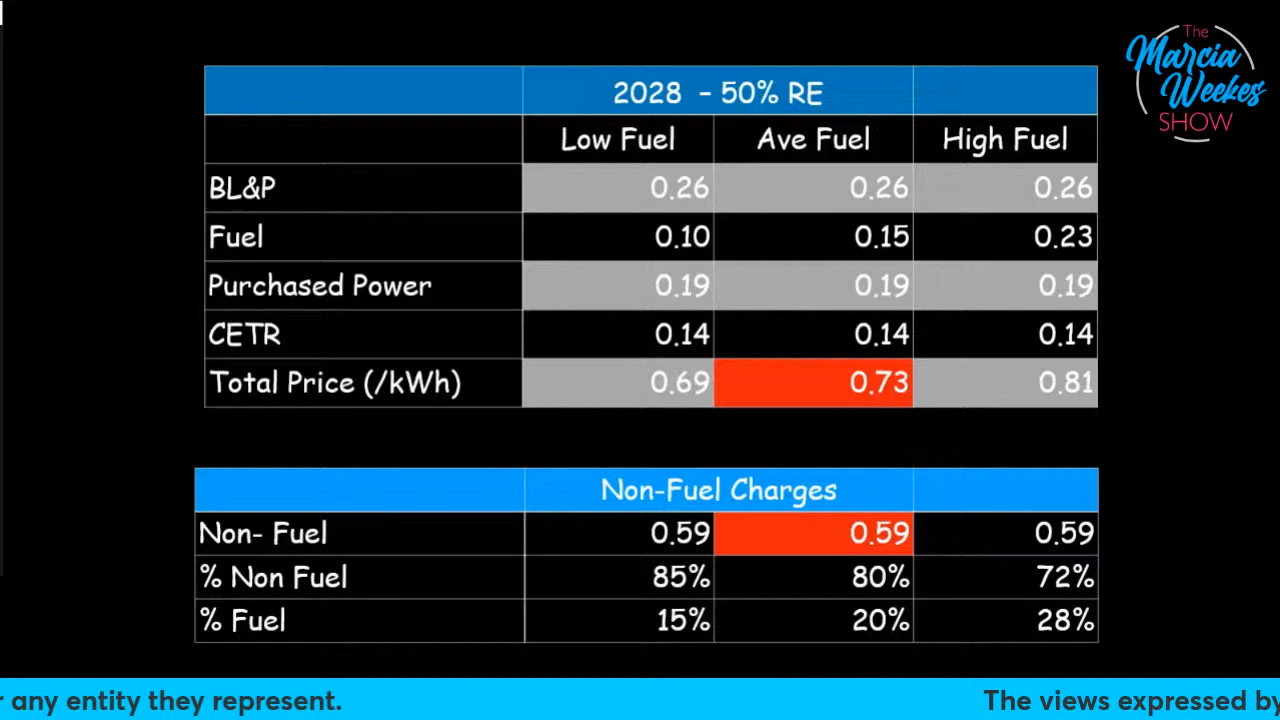 The
Marcia
Weekes
SHOW
2028 - 50% RE
Low Fuel Ave Fuel High Fuel
BL&P 0.26 0.26 0.26
Fuel 0.10 0.15 0.23
Purchased Power 0.19 0.19 0.19
CETR 0.14 0.14 0.14
Total Price (/kWh) 0.69 0.73 0.81
Non-Fuel Charges
Non- Fuel 0.59 0.59 0.59
% Non Fuel 85% 80% 72%
% Fuel 15% 20% 28%
any entity they represent. The views expressed by